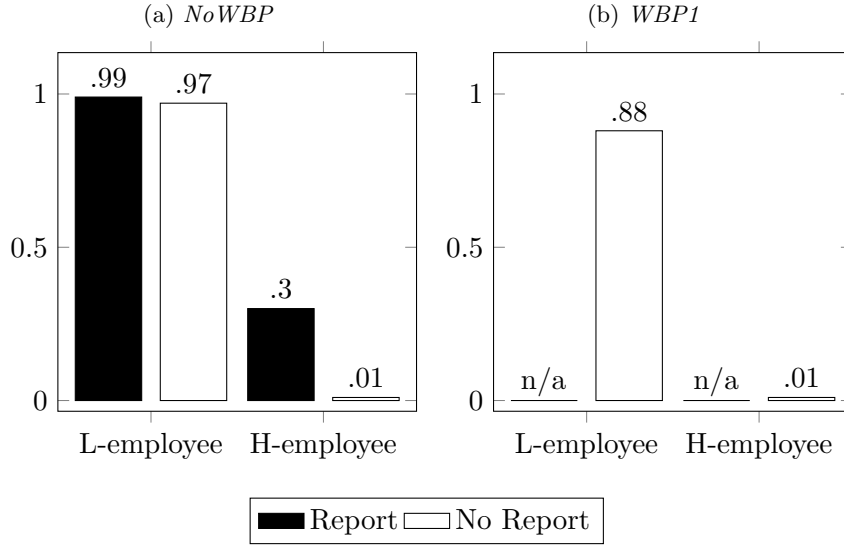 (a) NoWBP
(b) WBP1
1
0.5
0
.99
.97
.3
.01
L-employee
H-employee
1
0.5
0
n/a
.88
n/a
.01
L-employee
H-employee
Report
No Report